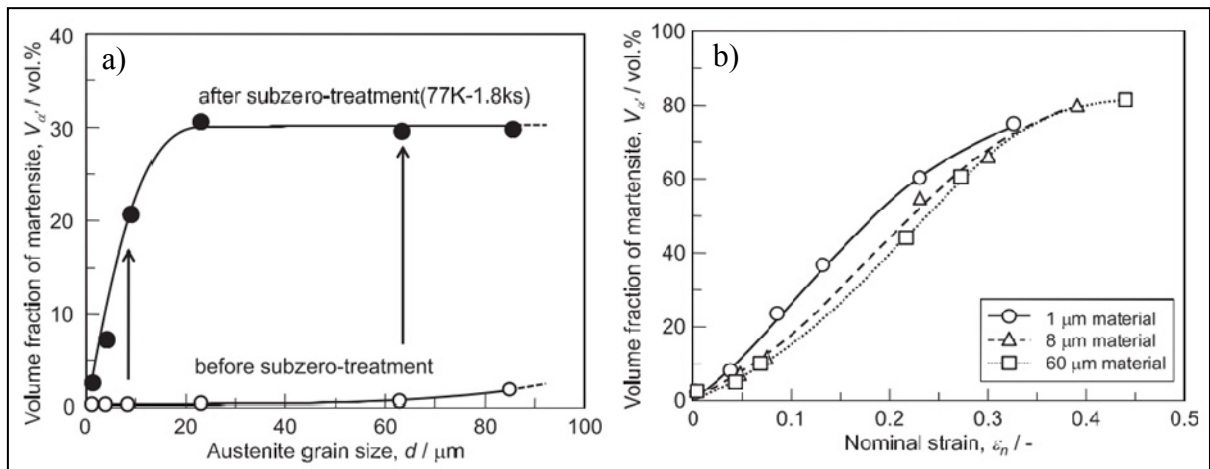 a)
Volume fraction of martensite, Vα' / vol.%
40
30
20
10
0
after subzero-treatment(77K-1.8ks)
before subzero-treatment
0 20 40 60 80 100
Austenite grain size, d / μm
b)
Volume fraction of martensite, Vα' / vol.%
100
80
60
40
20
0
1 μm material
8 μm material
60 μm material
0 0.1 0.2 0.3 0.4 0.5
Nominal strain, εn / -